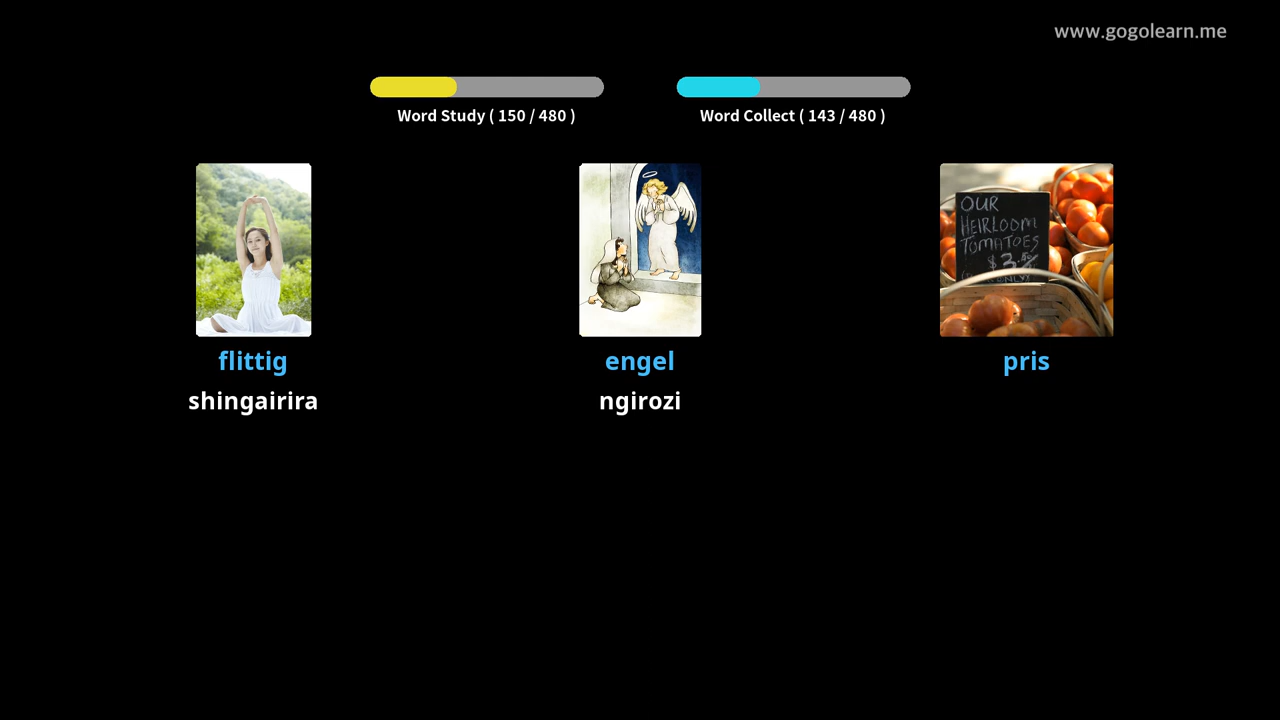 www.gogolearn.me
Word Study ( 150 / 480 )
Word Collect ( 143 / 480 )
OUR
HEIRLOOM
TOMATOES
$3.
flittig
engel
pris
shingairira
ngirozi